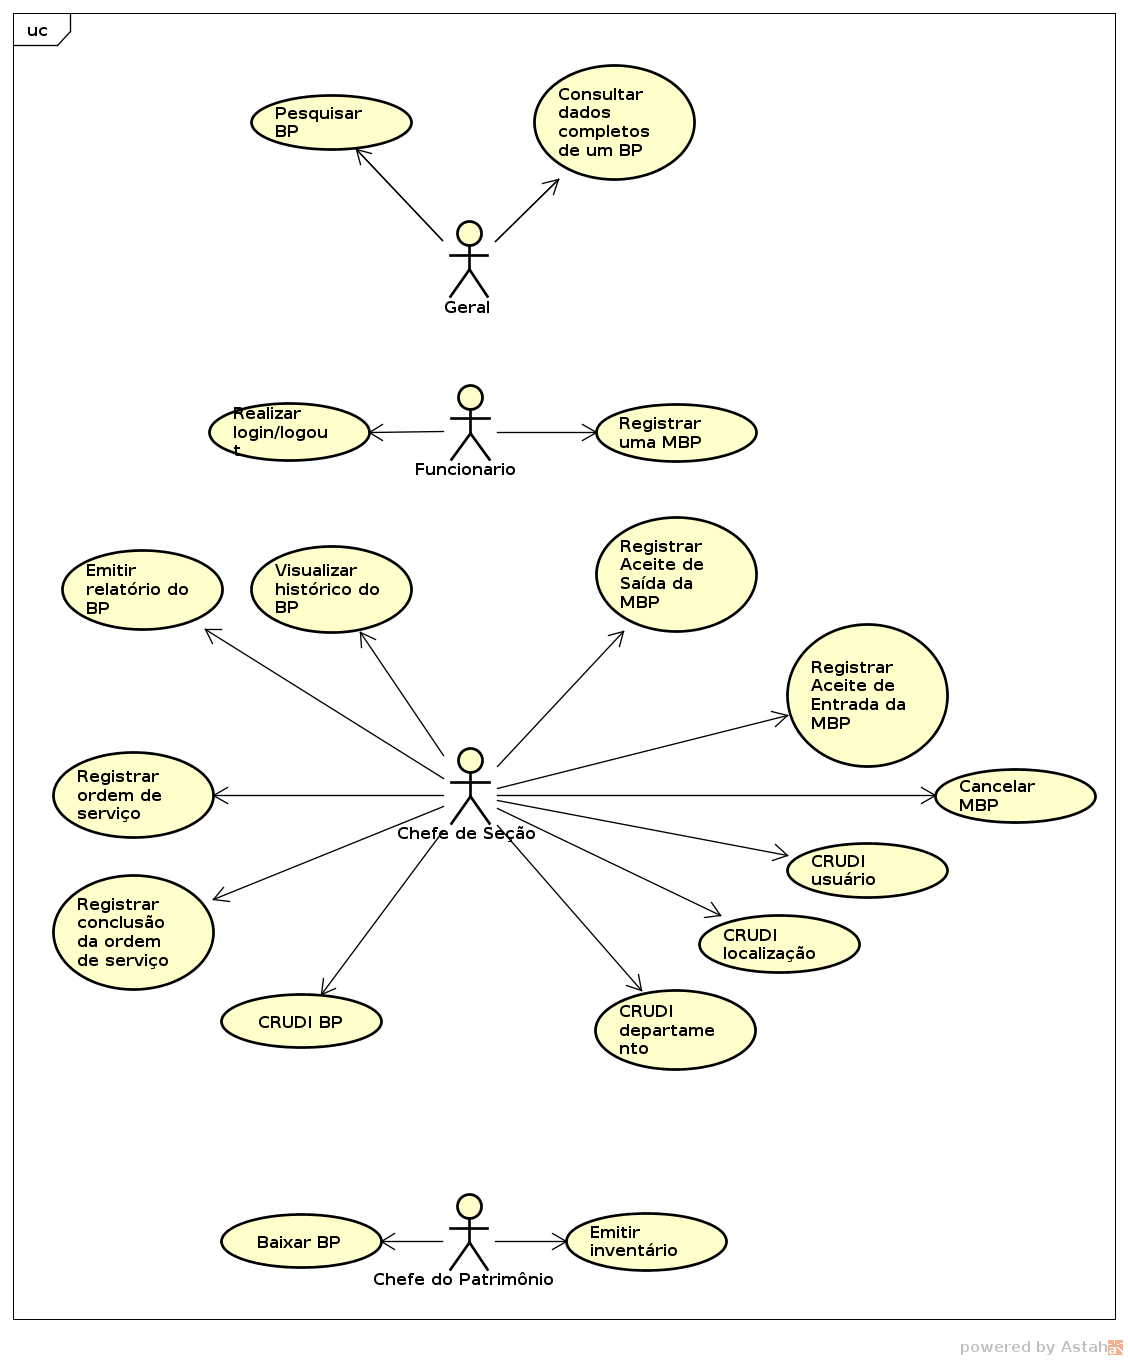 uc
Pesquisar
BP
Consultar
dados
completos
de um BP
Geral
Realizar
login/logou
t
Funcionario
Registrar
uma MBP
Emitir
relatório do
BP
Visualizar
histórico do
BP
Registrar
Aceite de
Saída da
MBP
Registrar
Aceite de
Entrada da
MBP
Registrar
ordem de
serviço
Chefe de Seção
Cancelar
MBP
CRUDI
usuário
Registrar
conclusão
da ordem
de serviço
CRUDI
localização
CRUDI BP
CRUDI
departame
nto
Baixar BP
Chefe do Patrimônio
Emitir
inventário
powered by Astah